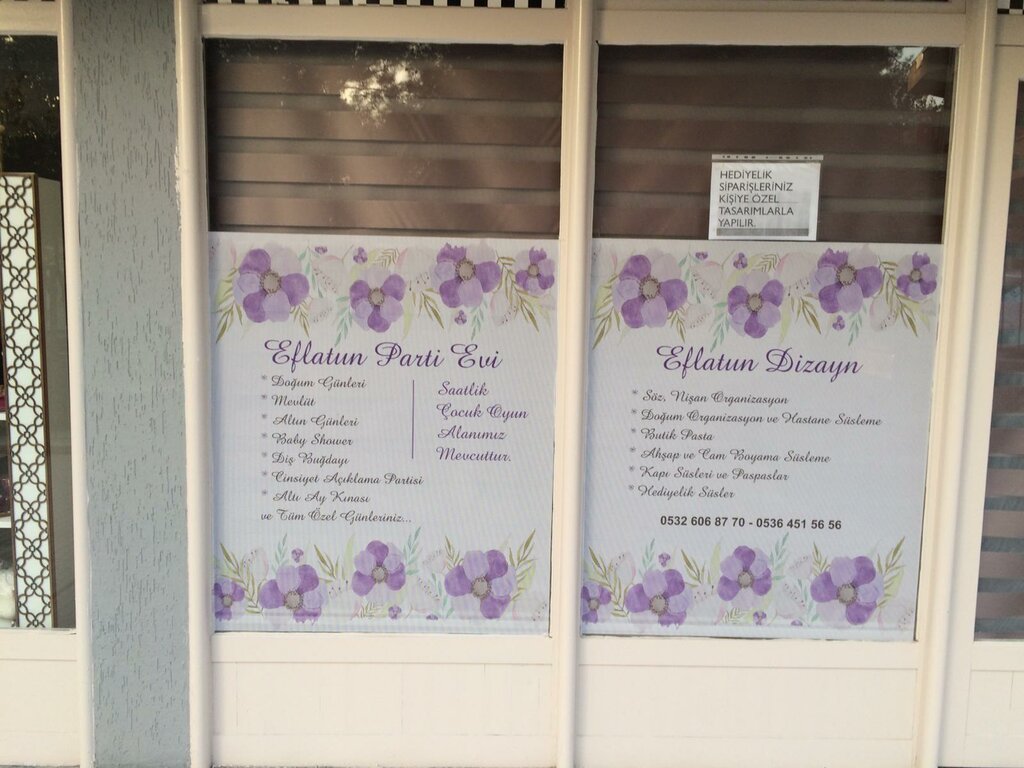 HEDİYELİK
SİPARİŞLERİNİZ
KİŞİYE ÖZEL
TASARIMLARLA
YAPILIR.
Eflatun Parti Evi
* Doğum Günleri
* Mevlüt
* Altın Günleri
* Baby Shower
* Diş Buğdayı
* Cinsiyet Açıklama Partisi
* Altı Ay Kınası
ve Tüm Özel Günleriniz...
Saatlik
Çocuk Oyun
Alanımız
Mevcuttur.
Eflatun Dizayn
* Söz, Nişan Organizasyon
* Doğum Organizasyon ve Hastane Süsleme
* Butik Pasta
* Ahşap ve Cam Boyama Süsleme
* Kapı Süsleri ve Paspaslar
* Hediyelik Süsler
0532 606 87 70 - 0536 451 56 56